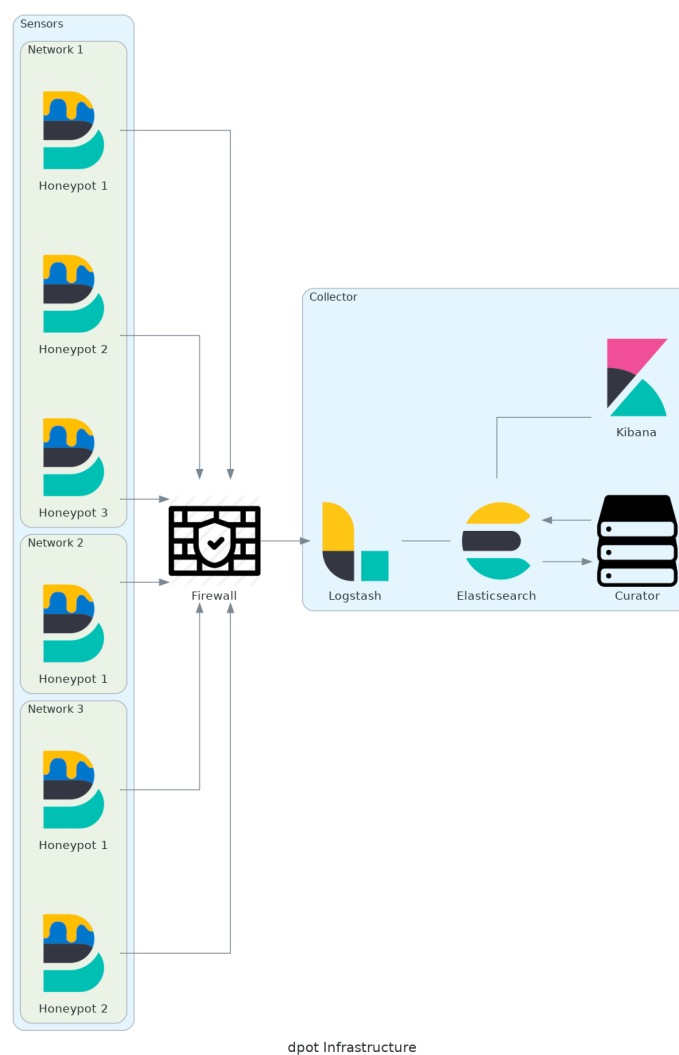 Sensors
Network 1
Honeypot 1
Honeypot 2
Honeypot 3
Network 2
Honeypot 1
Network 3
Honeypot 1
Honeypot 2
Firewall
Collector
Kibana
Logstash
Elasticsearch
Curator
dpot Infrastructure